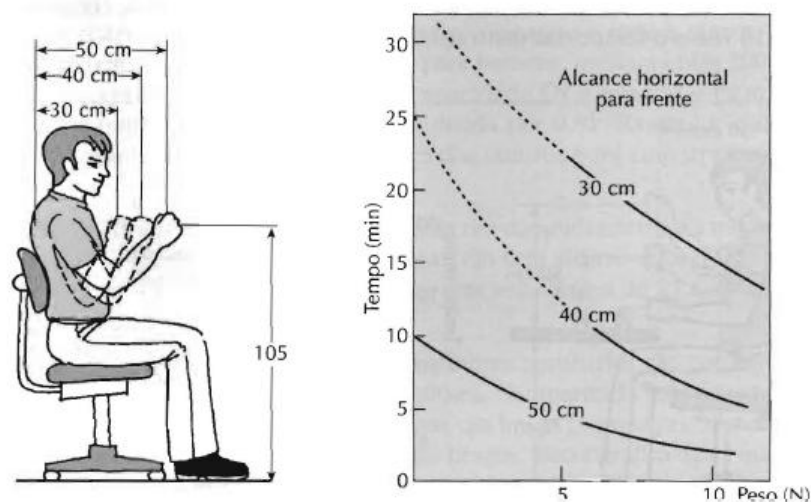 50 cm
40 cm
30 cm
105
30
25
20
15
10
5
0
Tempo (min)
Alcance horizontal
para frente
30 cm
40 cm
50 cm
5
10
Peso (N)